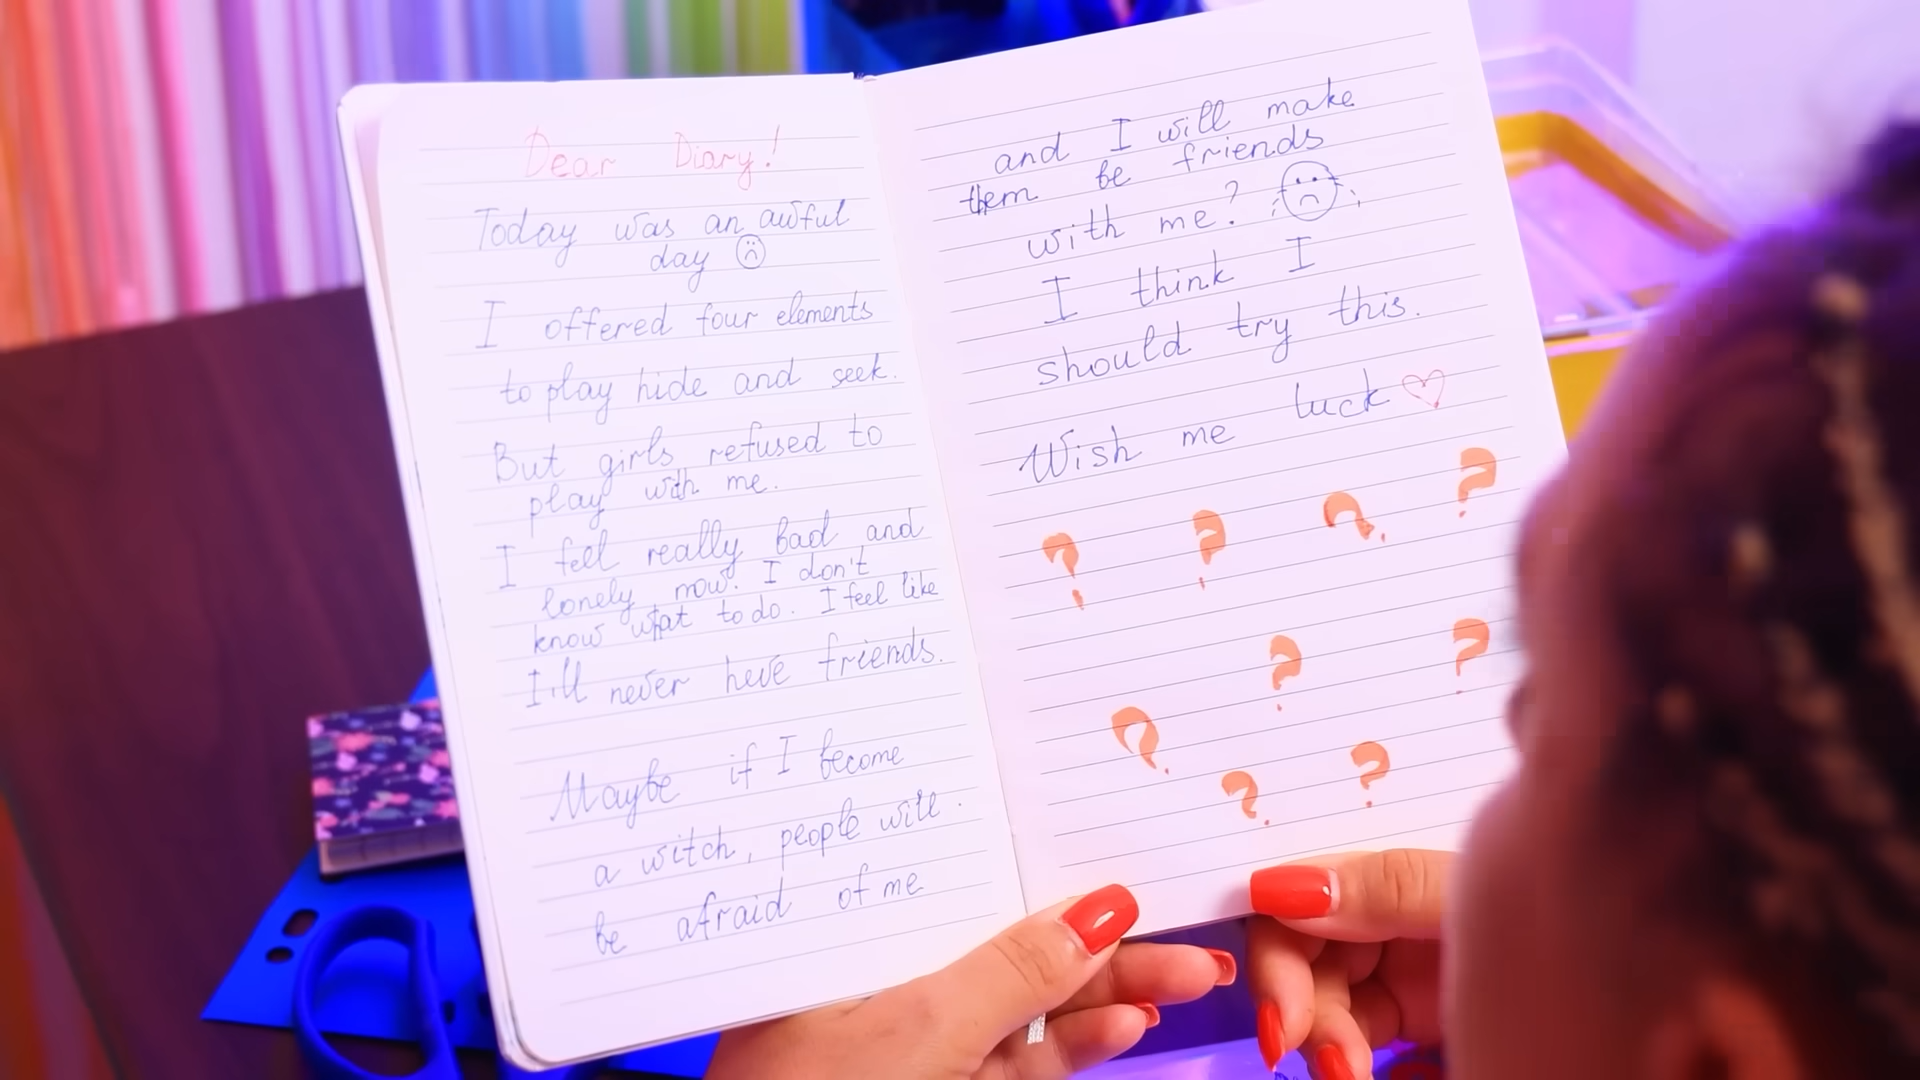 Dear Diary!
Today was an awful
day
I offered four elements
to play hide and seek.
But girls refused to
play with me.
I feel really bad and
lonely now. I don't
know what to do. I feel like
I'll never heve friends.
Maybe if I become
a witch, people will
be afraid of me
and I will make
them be friends
with me?
I think I
should try this.
Wish me luck
? ? ? ?
? ?
? ? ?